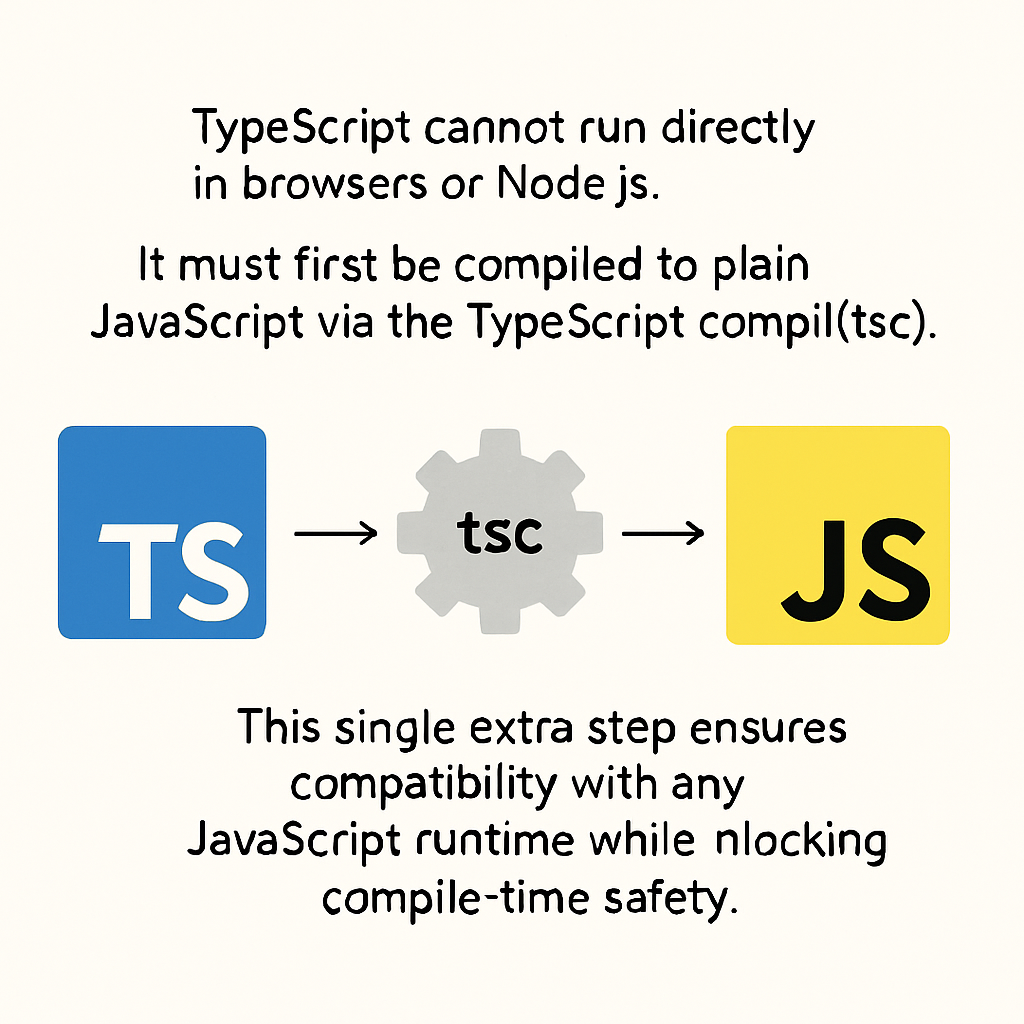 TypeScript cannot run directly
in browsers or Node js.
It must first be compiled to plain
JavaScript via the TypeScript compil(tsc).
TS
tsc
JS
This single extra step ensures
compatibility with any
JavaScript runtime while nlocking
compile-time safety.